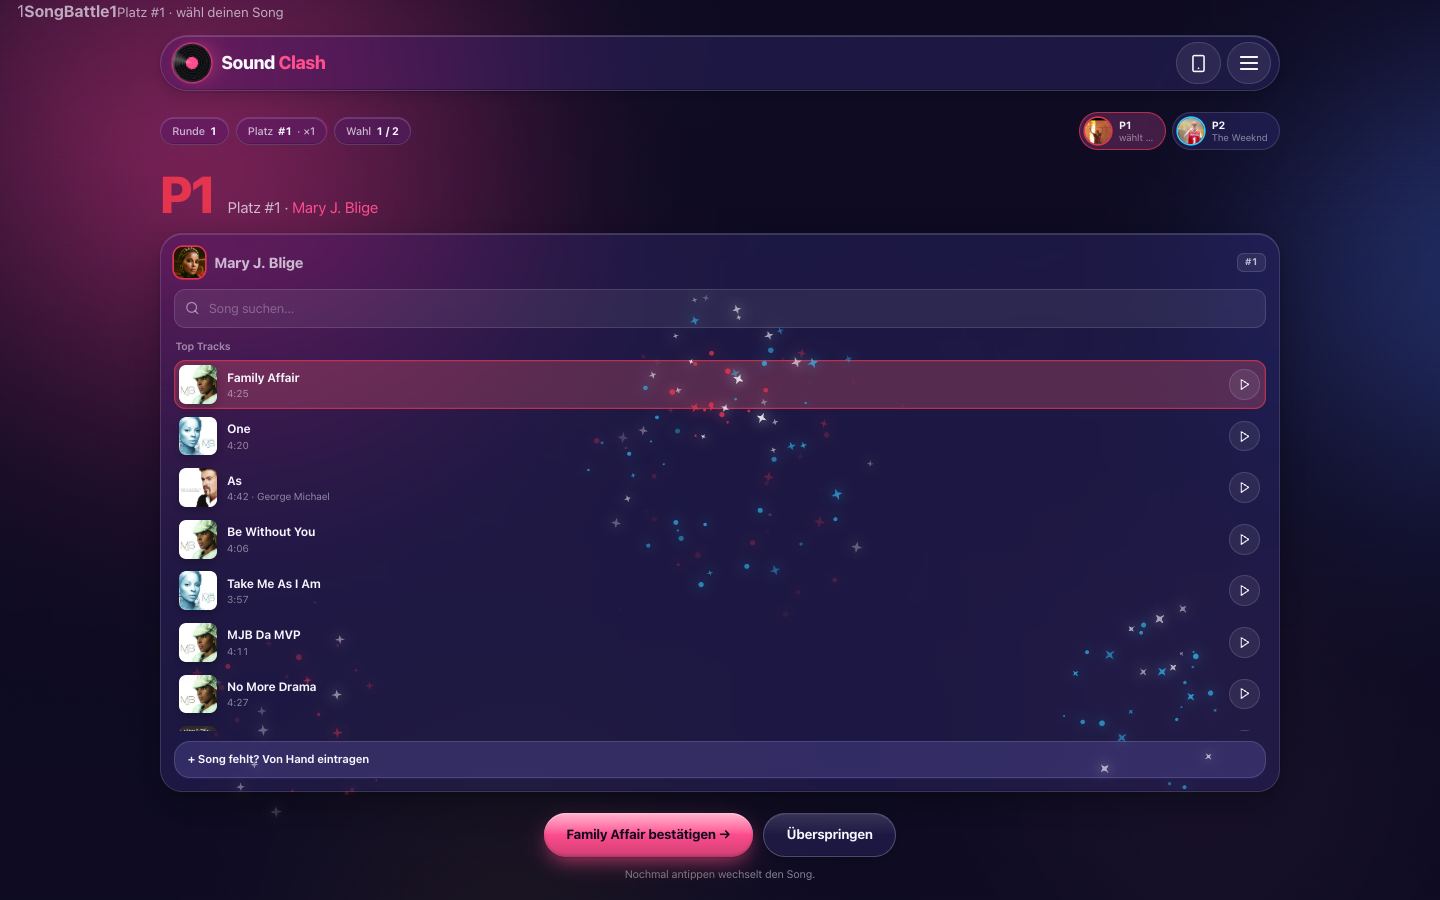 1SongBattle1Platz #1 · wähl deinen Song
Sound Clash
Runde 1
Platz #1 · ×1
Wahl 1 / 2
P1
wählt ...
P2
The Weeknd
P1 Platz #1 · Mary J. Blige
Mary J. Blige
#1
Song suchen...
Top Tracks
Family Affair
4:25
One
4:20
As
4:42 · George Michael
Be Without You
4:06
Take Me As I Am
3:57
MJB Da MVP
4:11
No More Drama
4:27
+ Song fehlt? Von Hand eintragen
Family Affair bestätigen →
Überspringen
Nochmal antippen wechselt den Song.